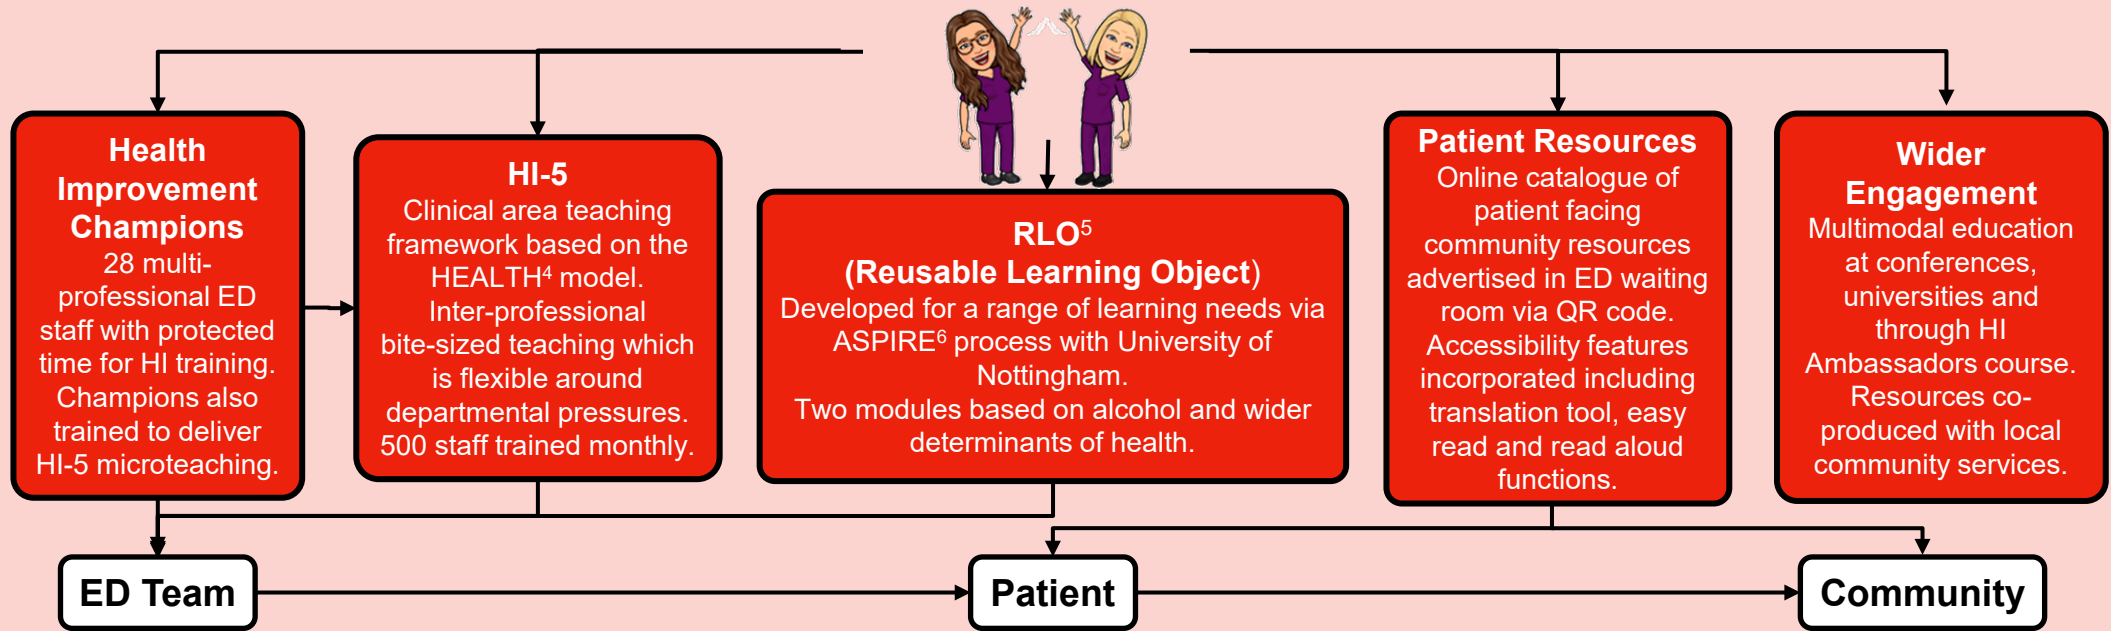 Health
Improvement
Champions
28 multi-
professional ED
staff with protected
time for HI training.
Champions also
trained to deliver
HI-5 microteaching.
HI-5
Clinical area teaching
framework based on the
HEALTH⁴ model.
Inter-professional
bite-sized teaching which
is flexible around
departmental pressures.
500 staff trained monthly.
RLO⁵
(Reusable Learning Object)
Developed for a range of learning needs via
ASPIRE⁶ process with University of
Nottingham.
Two modules based on alcohol and wider
determinants of health.
Patient Resources
Online catalogue of
patient facing
community resources
advertised in ED waiting
room via QR code.
Accessibility features
incorporated including
translation tool, easy
read and read aloud
functions.
Wider
Engagement
Multimodal education
at conferences,
universities and
through HI
Ambassadors course.
Resources co-
produced with local
community services.
ED Team
Patient
Community